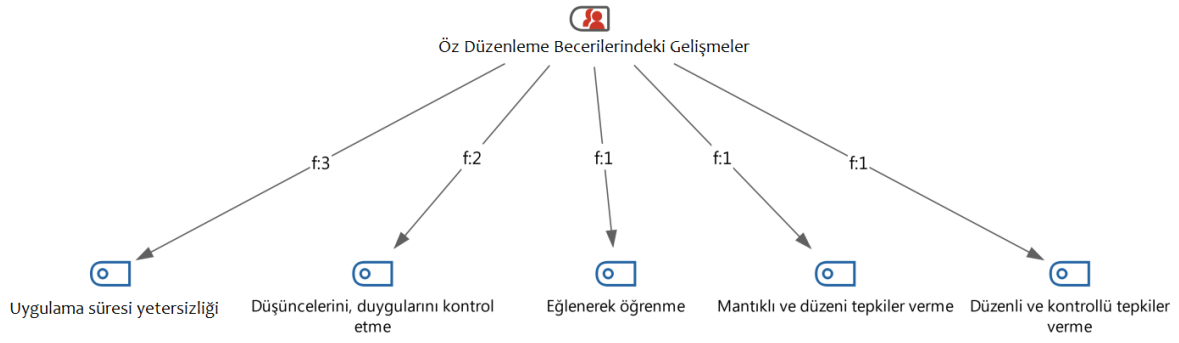 Öz Düzenleme Becerilerindeki Gelişmeler
f:3
f:2
f:1
f:1
f:1
Uygulama süresi yetersizliği
Düşüncelerini, duygularını kontrol
etme
Eğlenerek öğrenme
Mantıklı ve düzeni tepkiler verme
Düzenli ve kontrollü tepkiler
verme